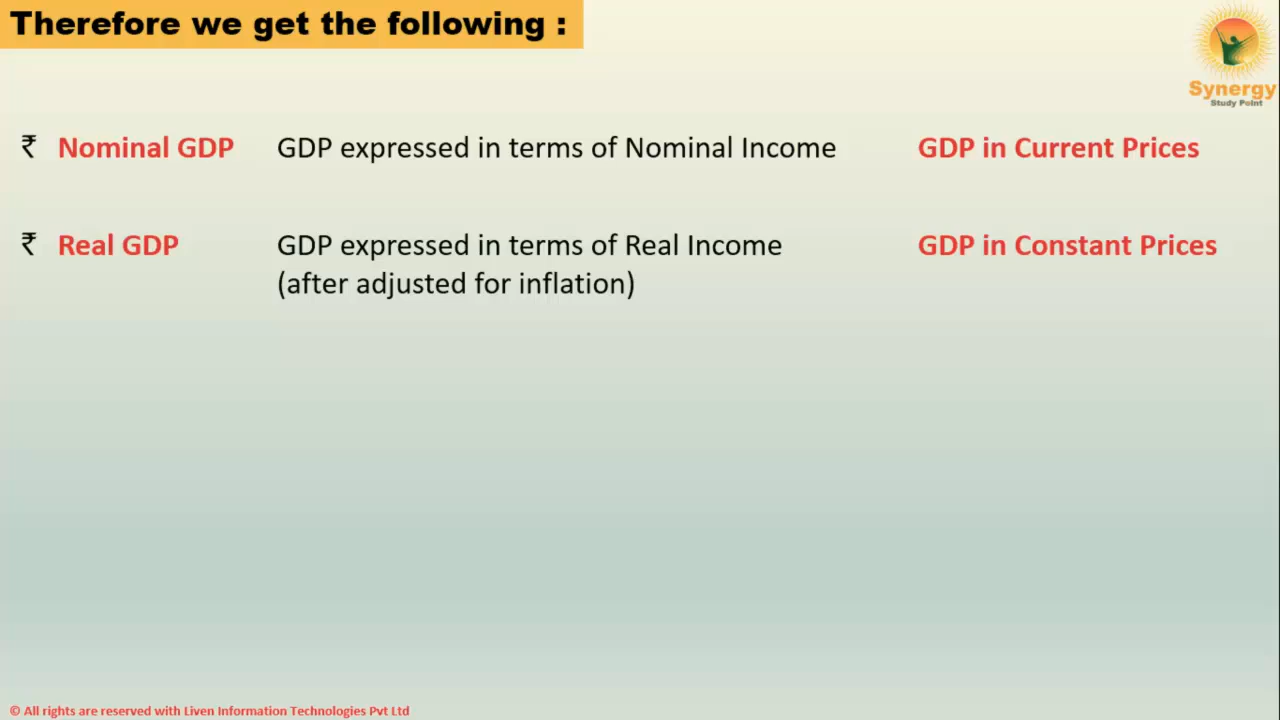 Therefore we get the following :
Synergy
Study Point
₹ Nominal GDP GDP expressed in terms of Nominal Income GDP in Current Prices
₹ Real GDP GDP expressed in terms of Real Income GDP in Constant Prices
(after adjusted for inflation)
© All rights are reserved with Liven Information Technologies Pvt Ltd